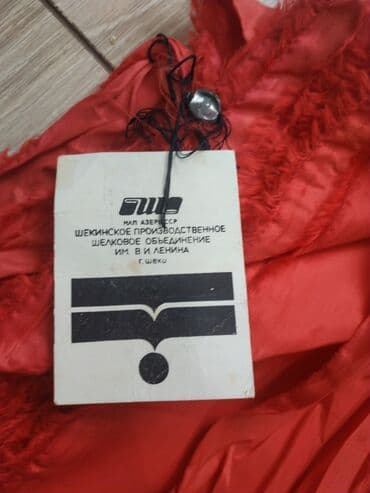 МЛП АЗЕРБ.ССР
ШЕКИНСКОЕ ПРОИЗВОДСТВЕННОЕ
ШЕЛКОВОЕ ОБЪЕДИНЕНИЕ
ИМ. В И ЛЕНИНА
Г. ШЕКИ